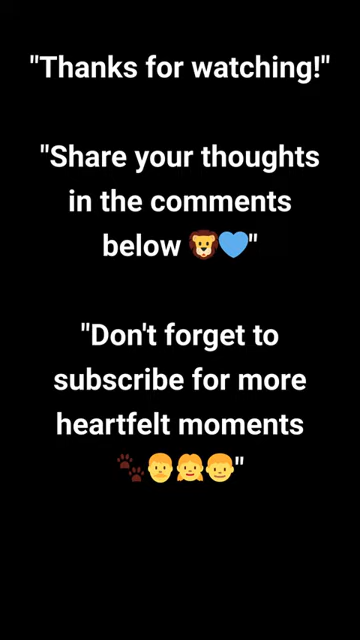 "Thanks for watching!"
"Share your thoughts
in the comments
below 🦁💙"
"Don't forget to
subscribe for more
heartfelt moments
🐾👨👧👦"